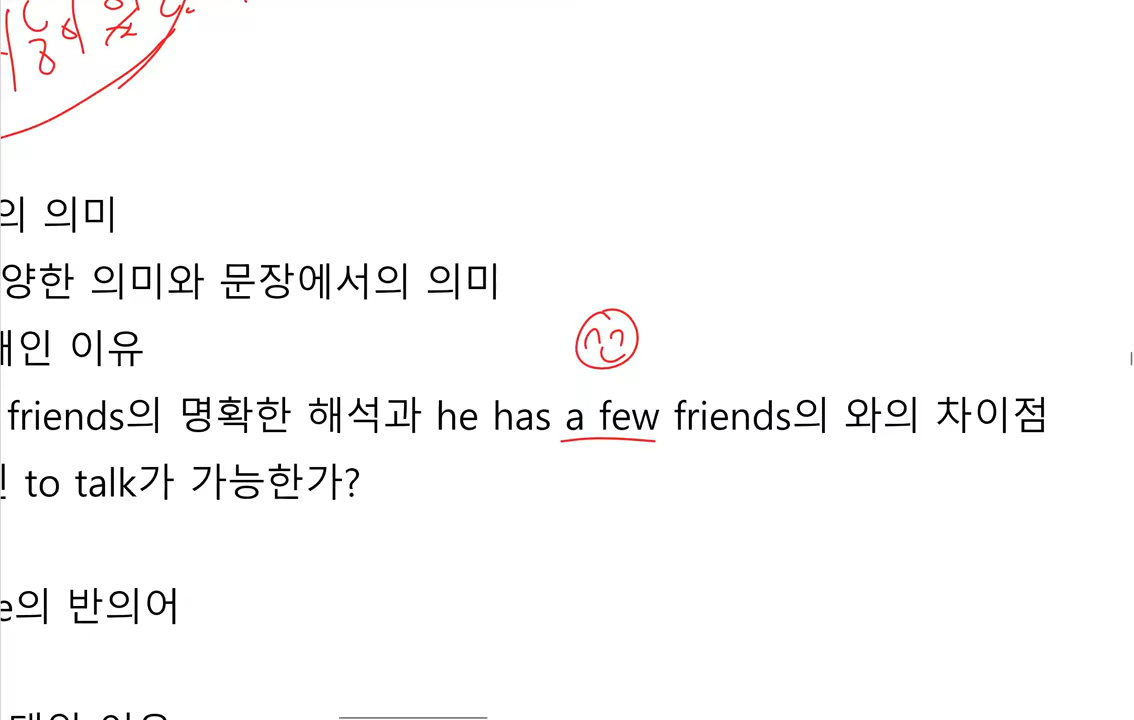 의 의미
양한 의미와 문장에서의 의미
인 이유
friends의 명확한 해석과 he has a few friends의 와의 차이점
to talk가 가능한가?
e의 반의어